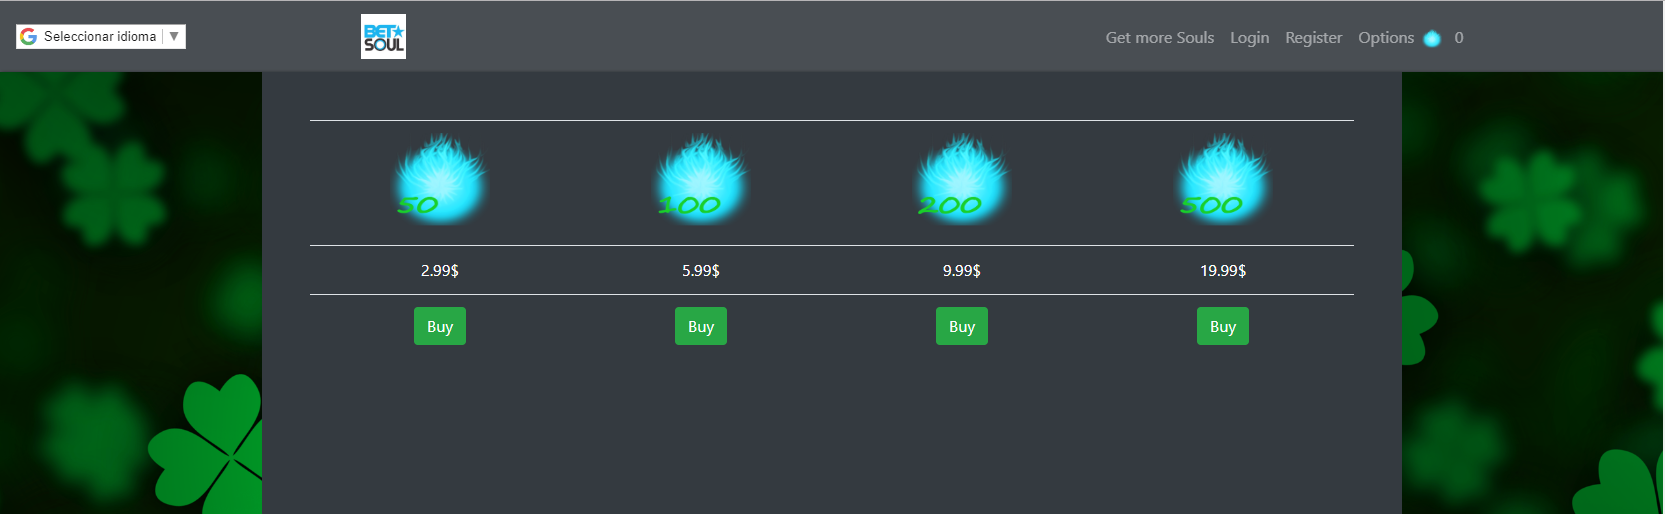 Seleccionar idioma ▼
BET★
SOUL
Get more Souls Login Register Options 0
50 100 200 500
2.99$ 5.99$ 9.99$ 19.99$
Buy Buy Buy Buy